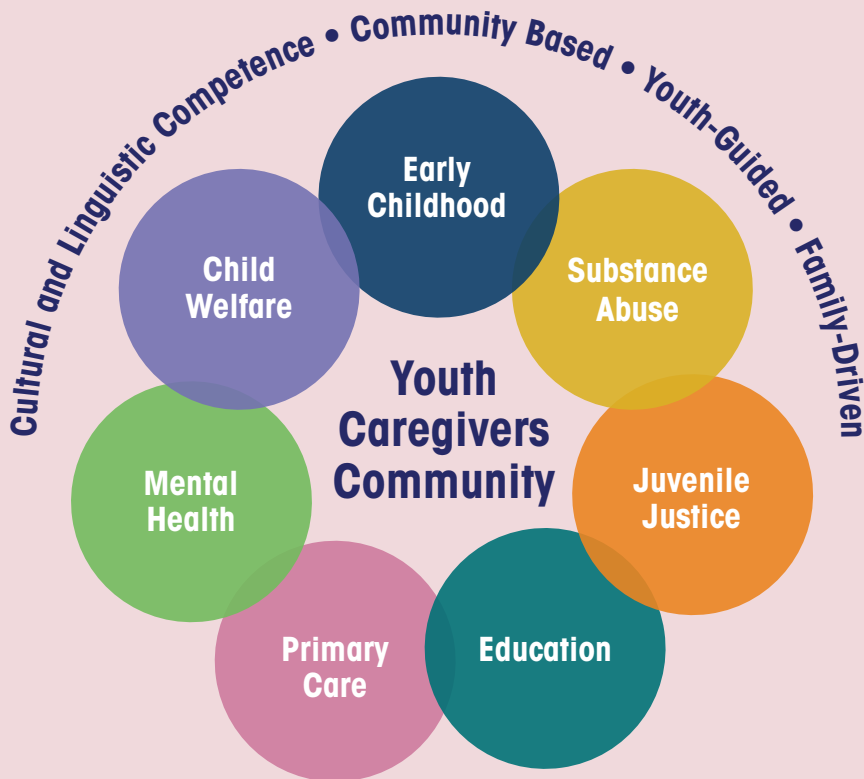 Cultural and Linguistic Competence • Community Based • Youth-Guided • Family-Driven
Early
Childhood
Child
Welfare
Substance
Abuse
Youth
Caregivers
Community
Mental
Health
Juvenile
Justice
Primary
Care
Education